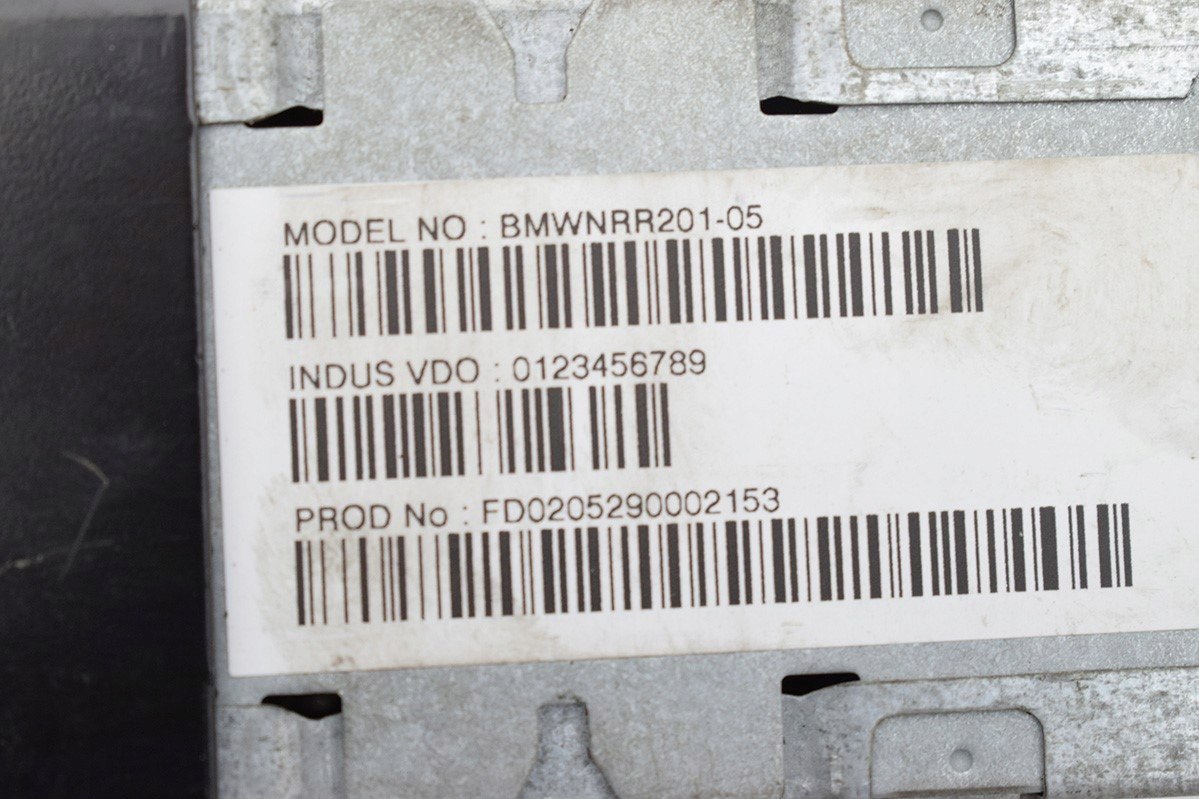 MODEL NO : BMWNRR201-05
INDUS VDO : 0123456789
PROD No : FD0205290002153